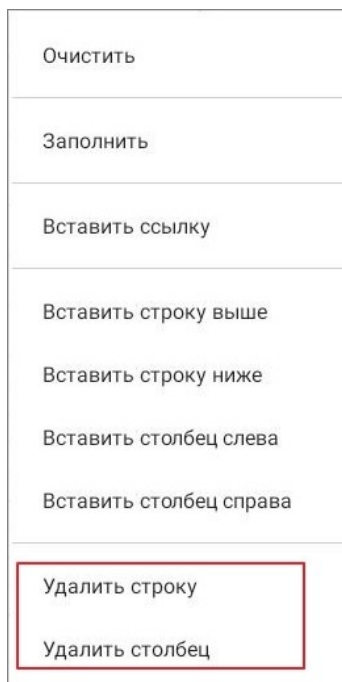 Очистить
Заполнить
Вставить ссылку
Вставить строку выше
Вставить строку ниже
Вставить столбец слева
Вставить столбец справа
Удалить строку
Удалить столбец